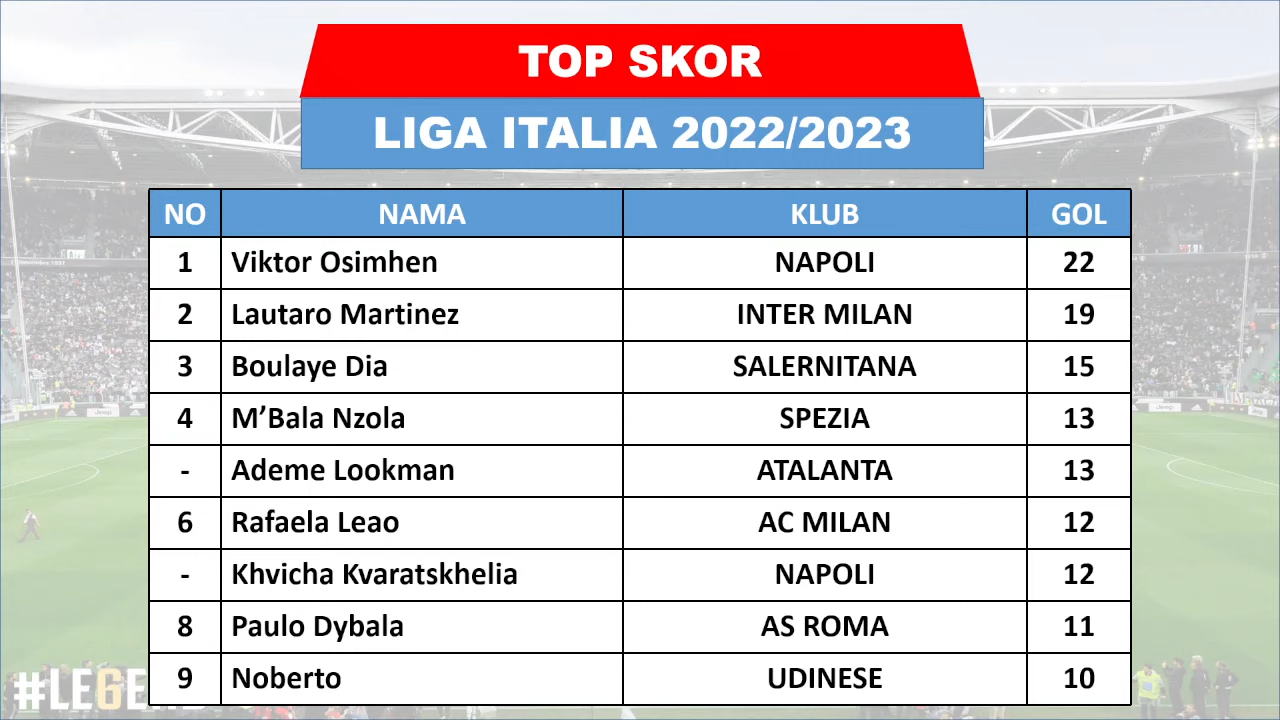 TOP SKOR
LIGA ITALIA 2022/2023
NO NAMA KLUB GOL
1 Viktor Osimhen NAPOLI 22
2 Lautaro Martinez INTER MILAN 19
3 Boulaye Dia SALERNITANA 15
4 M’Bala Nzola SPEZIA 13
- Ademe Lookman ATALANTA 13
6 Rafaela Leao AC MILAN 12
- Khvicha Kvaratskhelia NAPOLI 12
8 Paulo Dybala AS ROMA 11
9 Noberto UDINESE 10
#LE6E